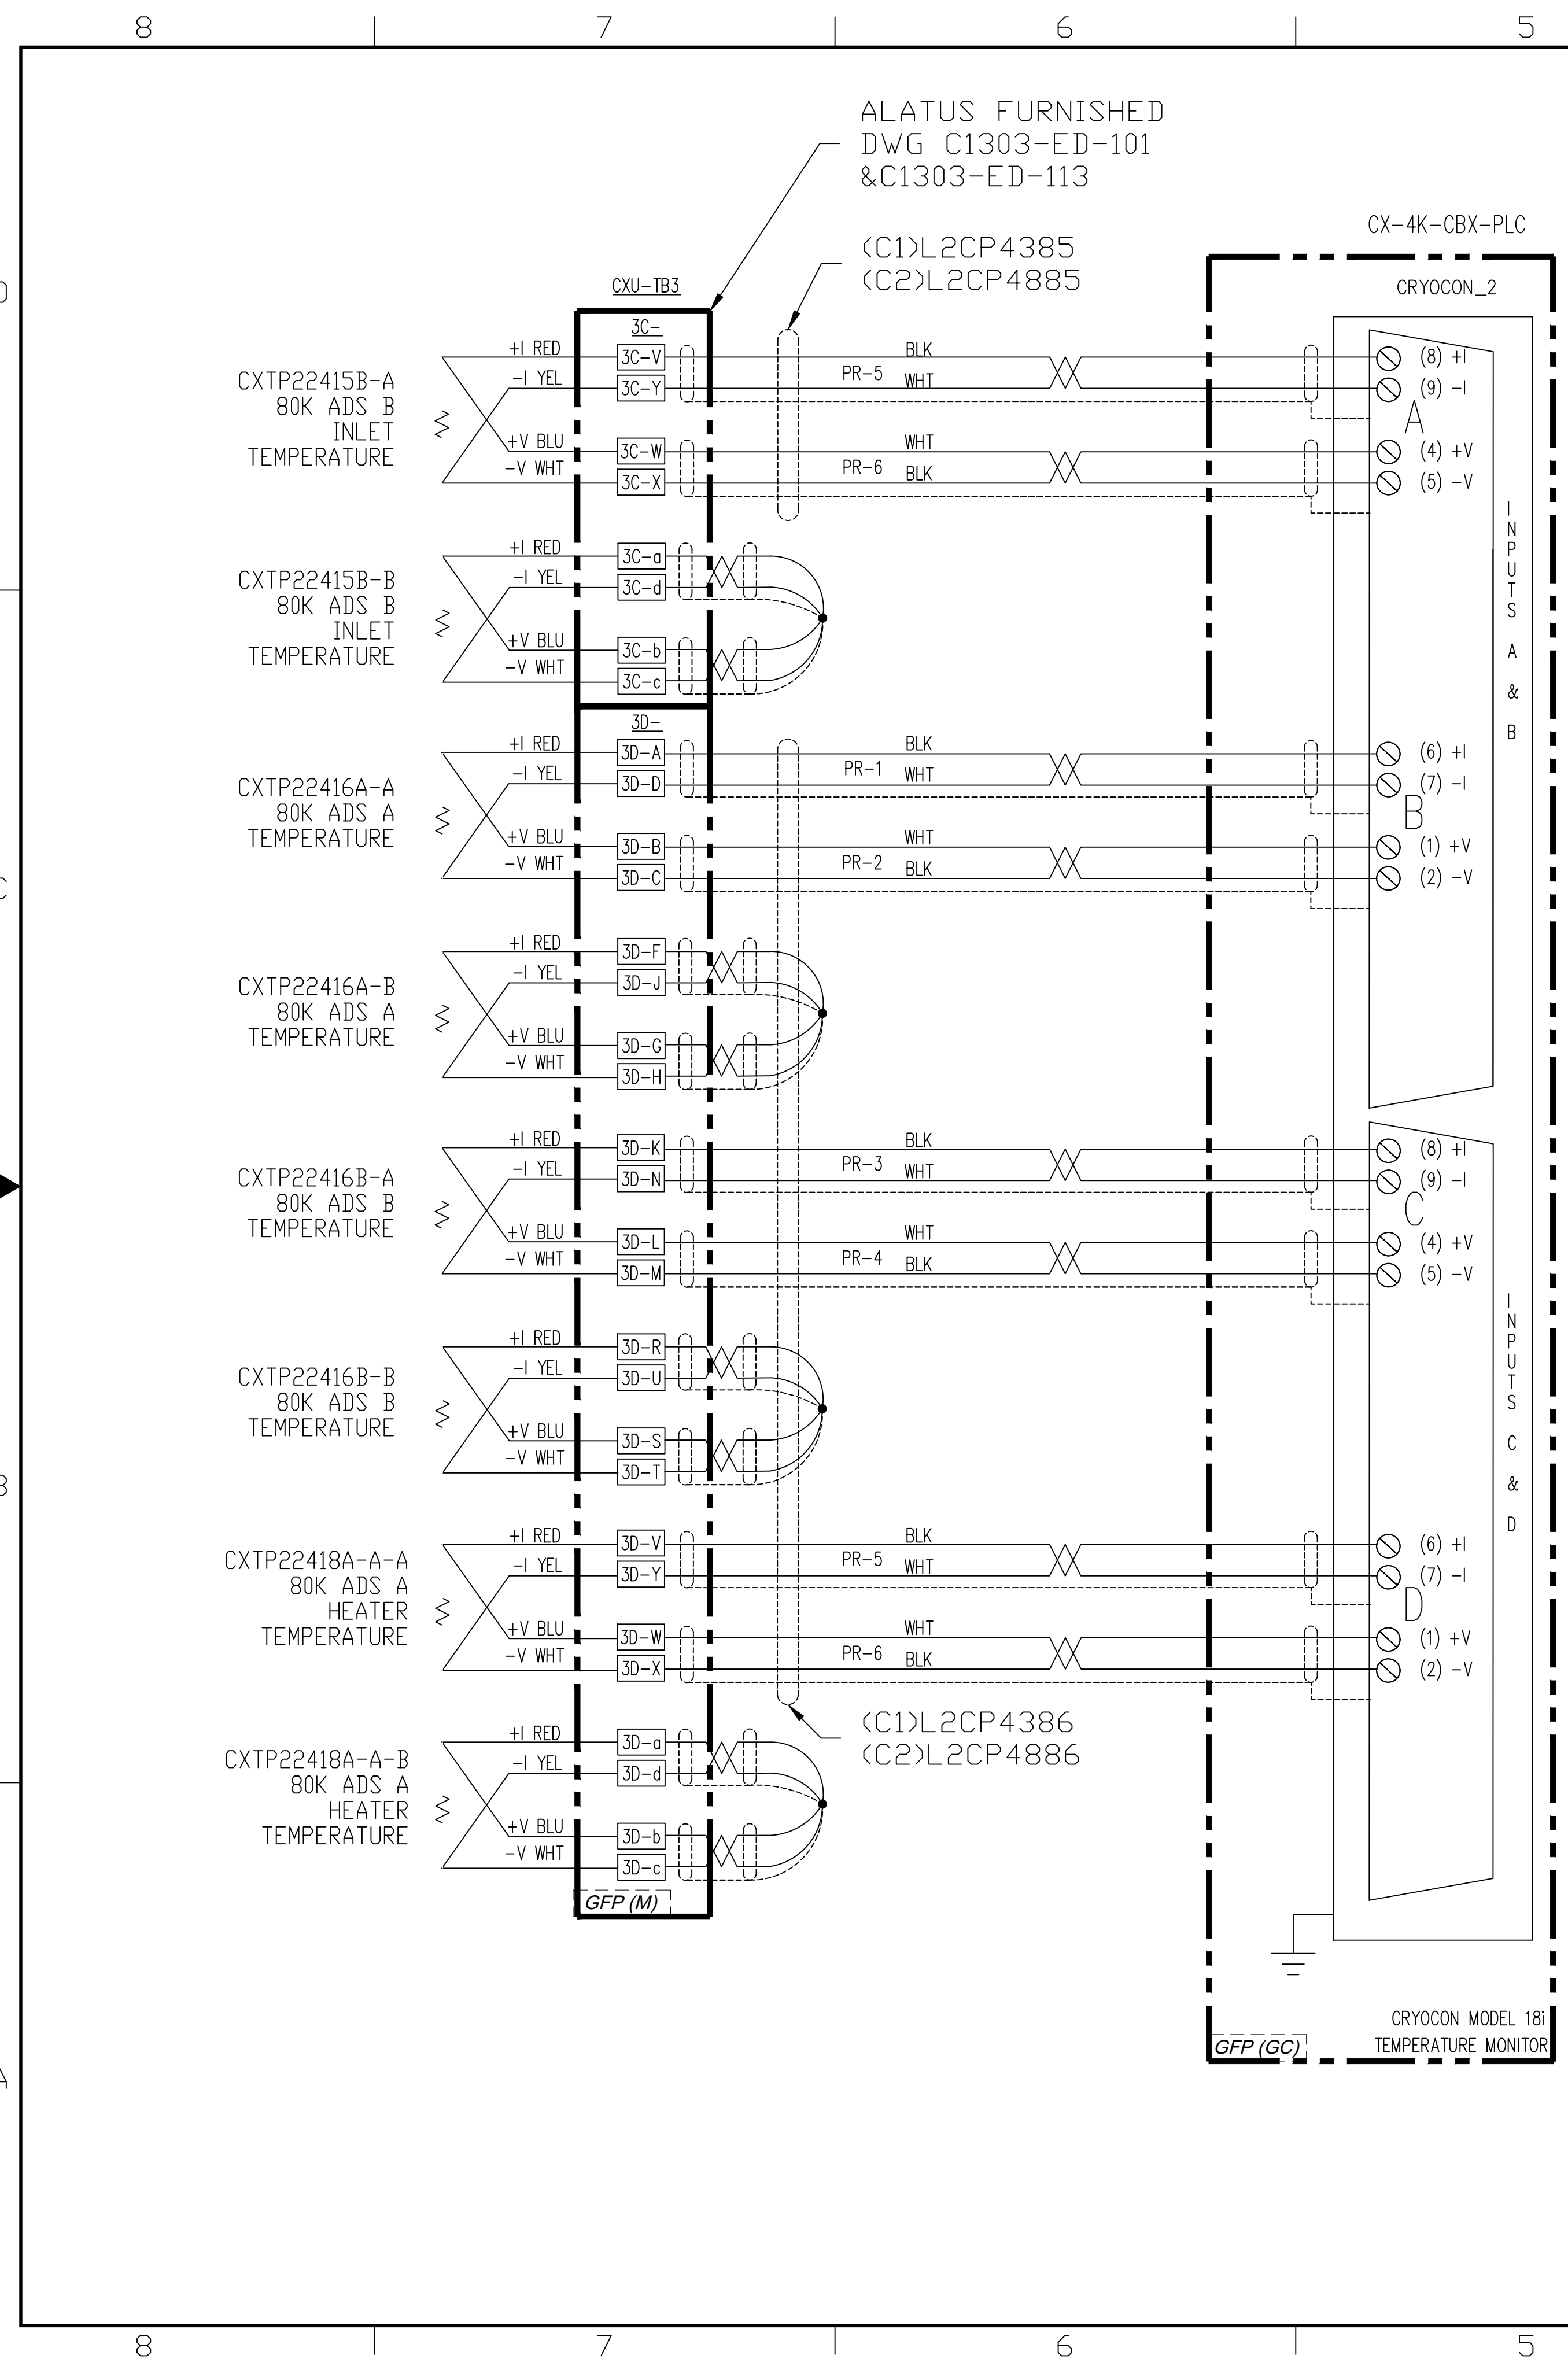 8 7 6 5
ALATUS FURNISHED
DWG C1303-ED-101
&C1303-ED-113
CX-4K-CBX-PLC
(C1)L2CP4385
(C2)L2CP4885
CXU-TB3
CRYOCON_2
3C-
CXTP22415B-A
80K ADS B
INLET
TEMPERATURE
+I RED 3C-V BLK (8) +I
-I YEL 3C-Y PR-5 WHT (9) -I
A
+V BLU 3C-W WHT (4) +V
-V WHT 3C-X PR-6 BLK (5) -V
CXTP22415B-B
80K ADS B
INLET
TEMPERATURE
+I RED 3C-a
-I YEL 3C-d
+V BLU 3C-b
-V WHT 3C-c
INPUTS A & B
3D-
CXTP22416A-A
80K ADS A
TEMPERATURE
+I RED 3D-A BLK (6) +I
-I YEL 3D-D PR-1 WHT (7) -I
B
+V BLU 3D-B WHT (1) +V
-V WHT 3D-C PR-2 BLK (2) -V
CXTP22416A-B
80K ADS A
TEMPERATURE
+I RED 3D-F
-I YEL 3D-J
+V BLU 3D-G
-V WHT 3D-H
CXTP22416B-A
80K ADS B
TEMPERATURE
+I RED 3D-K BLK (8) +I
-I YEL 3D-N PR-3 WHT (9) -I
C
+V BLU 3D-L WHT (4) +V
-V WHT 3D-M PR-4 BLK (5) -V
INPUTS C & D
CXTP22416B-B
80K ADS B
TEMPERATURE
+I RED 3D-R
-I YEL 3D-U
+V BLU 3D-S
-V WHT 3D-T
CXTP22418A-A-A
80K ADS A
HEATER
TEMPERATURE
+I RED 3D-V BLK (6) +I
-I YEL 3D-Y PR-5 WHT (7) -I
D
+V BLU 3D-W WHT (1) +V
-V WHT 3D-X PR-6 BLK (2) -V
(C1)L2CP4386
(C2)L2CP4886
CXTP22418A-A-B
80K ADS A
HEATER
TEMPERATURE
+I RED 3D-a
-I YEL 3D-d
+V BLU 3D-b
-V WHT 3D-c
GFP (M)
CRYOCON MODEL 18i
TEMPERATURE MONITOR
GFP (GC)
8 7 6 5